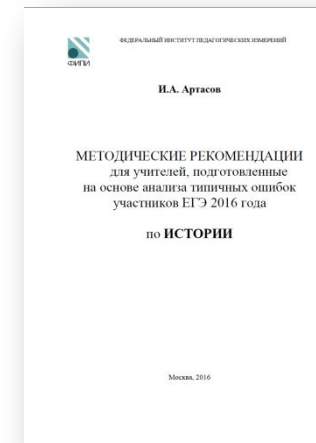 ФЕДЕРАЛЬНЫЙ ИНСТИТУТ ПЕДАГОГИЧЕСКИХ ИЗМЕРЕНИЙ
ФИПИ
И.А. Артасов
МЕТОДИЧЕСКИЕ РЕКОМЕНДАЦИИ
для учителей, подготовленные
на основе анализа типичных ошибок
участников ЕГЭ 2016 года
по ИСТОРИИ
Москва, 2016